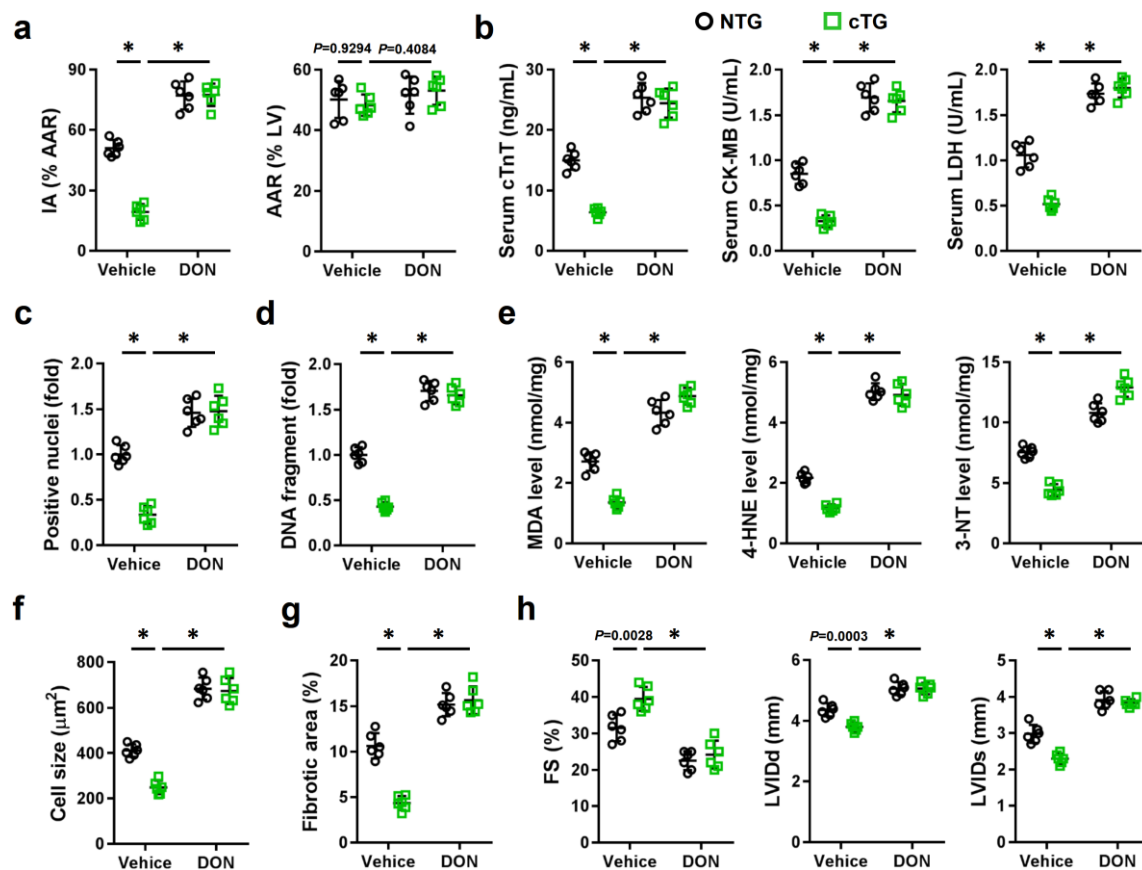 NTG
cTG
a
*
*
IA (% AAR)
90
60
30
0
Vehicle
DON
P=0.9294
P=0.4084
AAR (% LV)
60
50
40
30
20
10
0
Vehicle
DON
b
*
*
Serum cTnT (ng/mL)
30
20
10
0
Vehicle
DON
*
*
Serum CK-MB (U/mL)
2.0
1.5
1.0
0.5
0.0
Vehicle
DON
*
*
Serum LDH (U/mL)
2.0
1.5
1.0
0.5
0.0
Vehicle
DON
c
*
*
Positive nuclei (fold)
2.0
1.5
1.0
0.5
0.0
Vehice
DON
d
*
*
DNA fragment (fold)
2.0
1.5
1.0
0.5
0.0
Vehicle
DON
e
*
*
MDA level (nmol/mg)
6
4
2
0
Vehicle
DON
*
*
4-HNE level (nmol/mg)
6
4
2
0
Vehicle
DON
*
*
3-NT level (nmol/mg)
15
10
5
0
Vehicle
DON
f
*
*
Cell size (μm2)
800
600
400
200
0
Vehice
DON
g
*
*
Fibrotic area (%)
20
15
10
5
0
Vehice
DON
h
P=0.0028
*
FS (%)
50
40
30
20
10
0
Vehicle
DON
P=0.0003
*
LVIDd (mm)
6
4
2
0
Vehicle
DON
*
*
LVIDs (mm)
5
4
3
2
1
0
Vehicle
DON